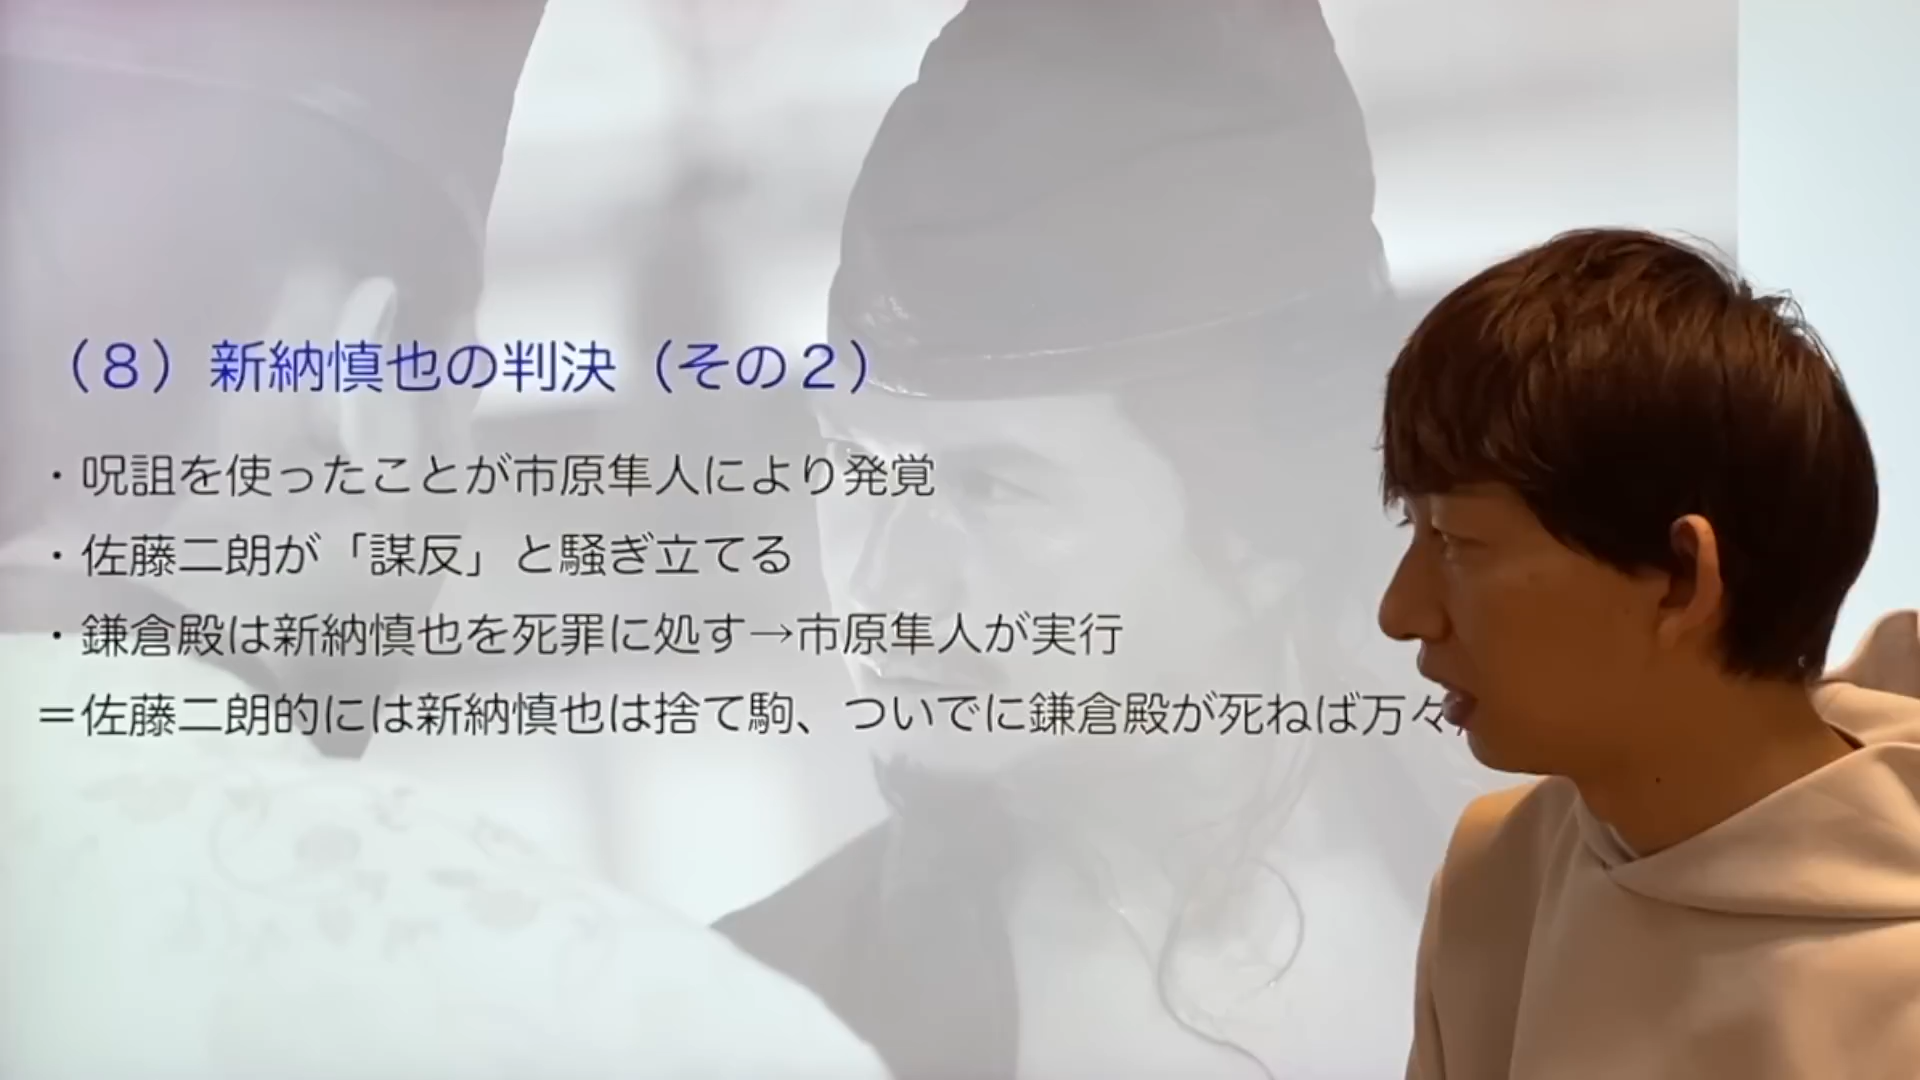 （８）新納慎也の判決（その２）
・呪詛を使ったことが市原隼人により発覚
・佐藤二朗が「謀反」と騒ぎ立てる
・鎌倉殿は新納慎也を死罪に処す→市原隼人が実行
＝佐藤二朗的には新納慎也は捨て駒、ついでに鎌倉殿が死ねば万々